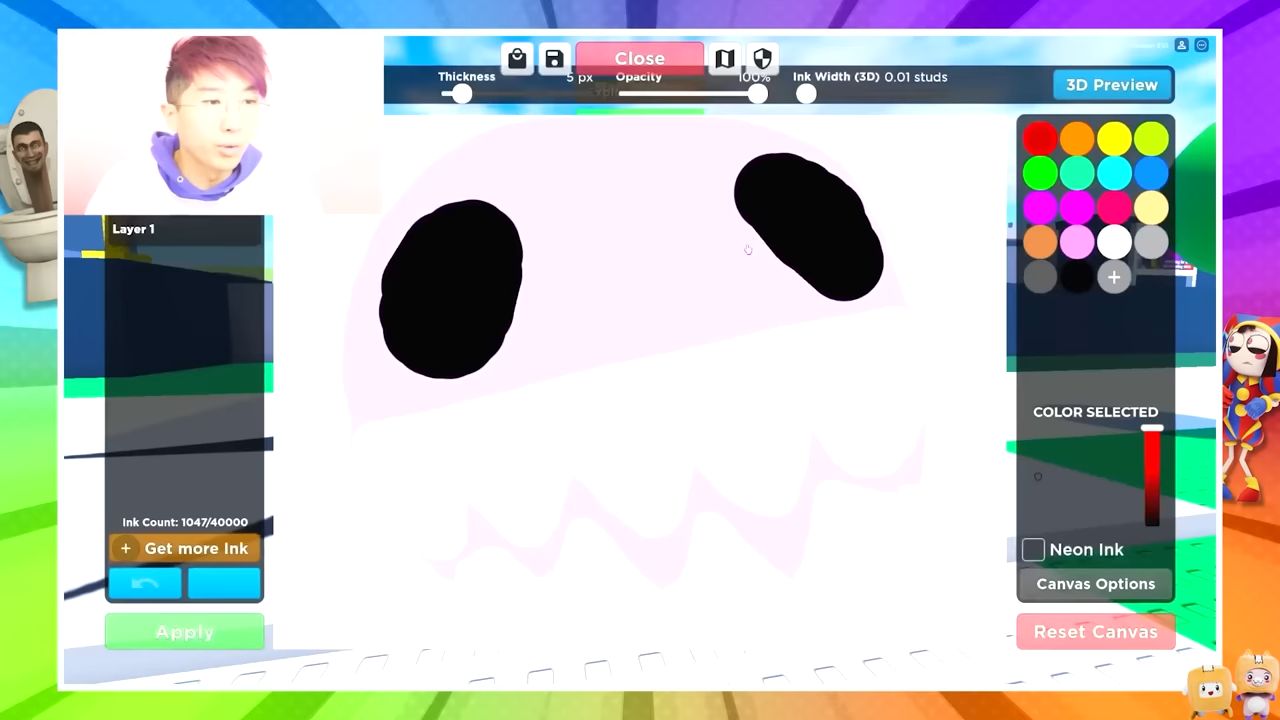 Close
Thickness
5 px
Opacity
100%
Ink Width (3D) 0.01 studs
3D Preview
Layer 1
COLOR SELECTED
Ink Count: 1047/40000
+ Get more Ink
Neon Ink
Canvas Options
Apply
Reset Canvas